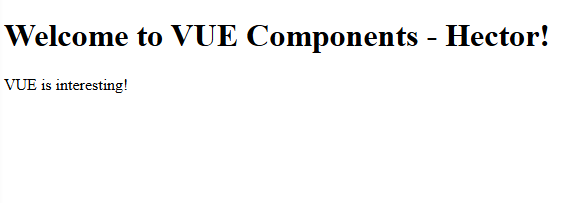 Welcome to VUE Components - Hector!
VUE is interesting!